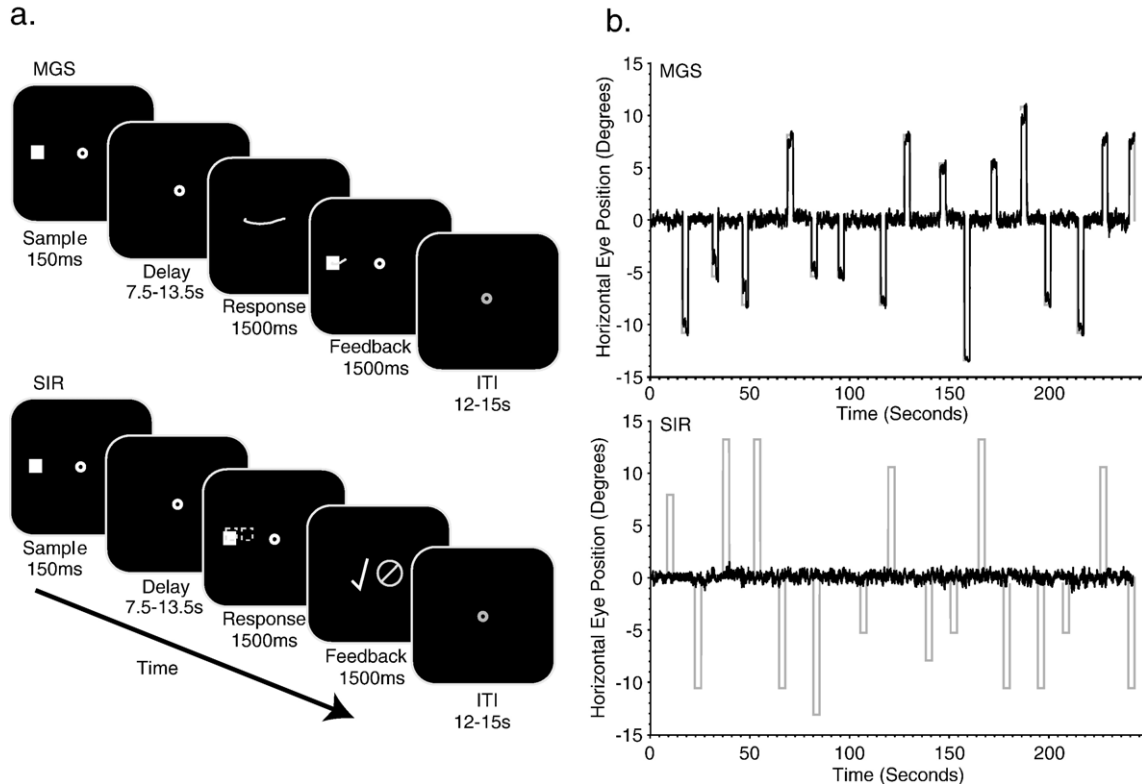 a.
MGS
Sample
150ms
Delay
7.5-13.5s
Response
1500ms
Feedback
1500ms
ITI
12-15s
SIR
Sample
150ms
Delay
7.5-13.5s
Response
1500ms
Feedback
1500ms
ITI
12-15s
Time
b.
MGS
Horizontal Eye Position (Degrees)
15
10
5
0
-5
-10
-15
0 50 100 150 200
Time (Seconds)
SIR
Horizontal Eye Position (Degrees)
15
10
5
0
-5
-10
-15
0 50 100 150 200
Time (Seconds)